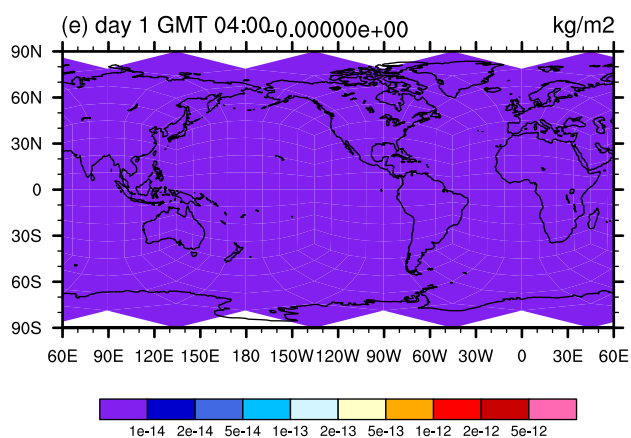 (e) day 1 GMT 04:00 -0.00000e+00 kg/m2
90N
60N
30N
0
30S
60S
90S
60E 90E 120E 150E 180 150W 120W 90W 60W 30W 0 30E 60E
1e-14 2e-14 5e-14 1e-13 2e-13 5e-13 1e-12 2e-12 5e-12